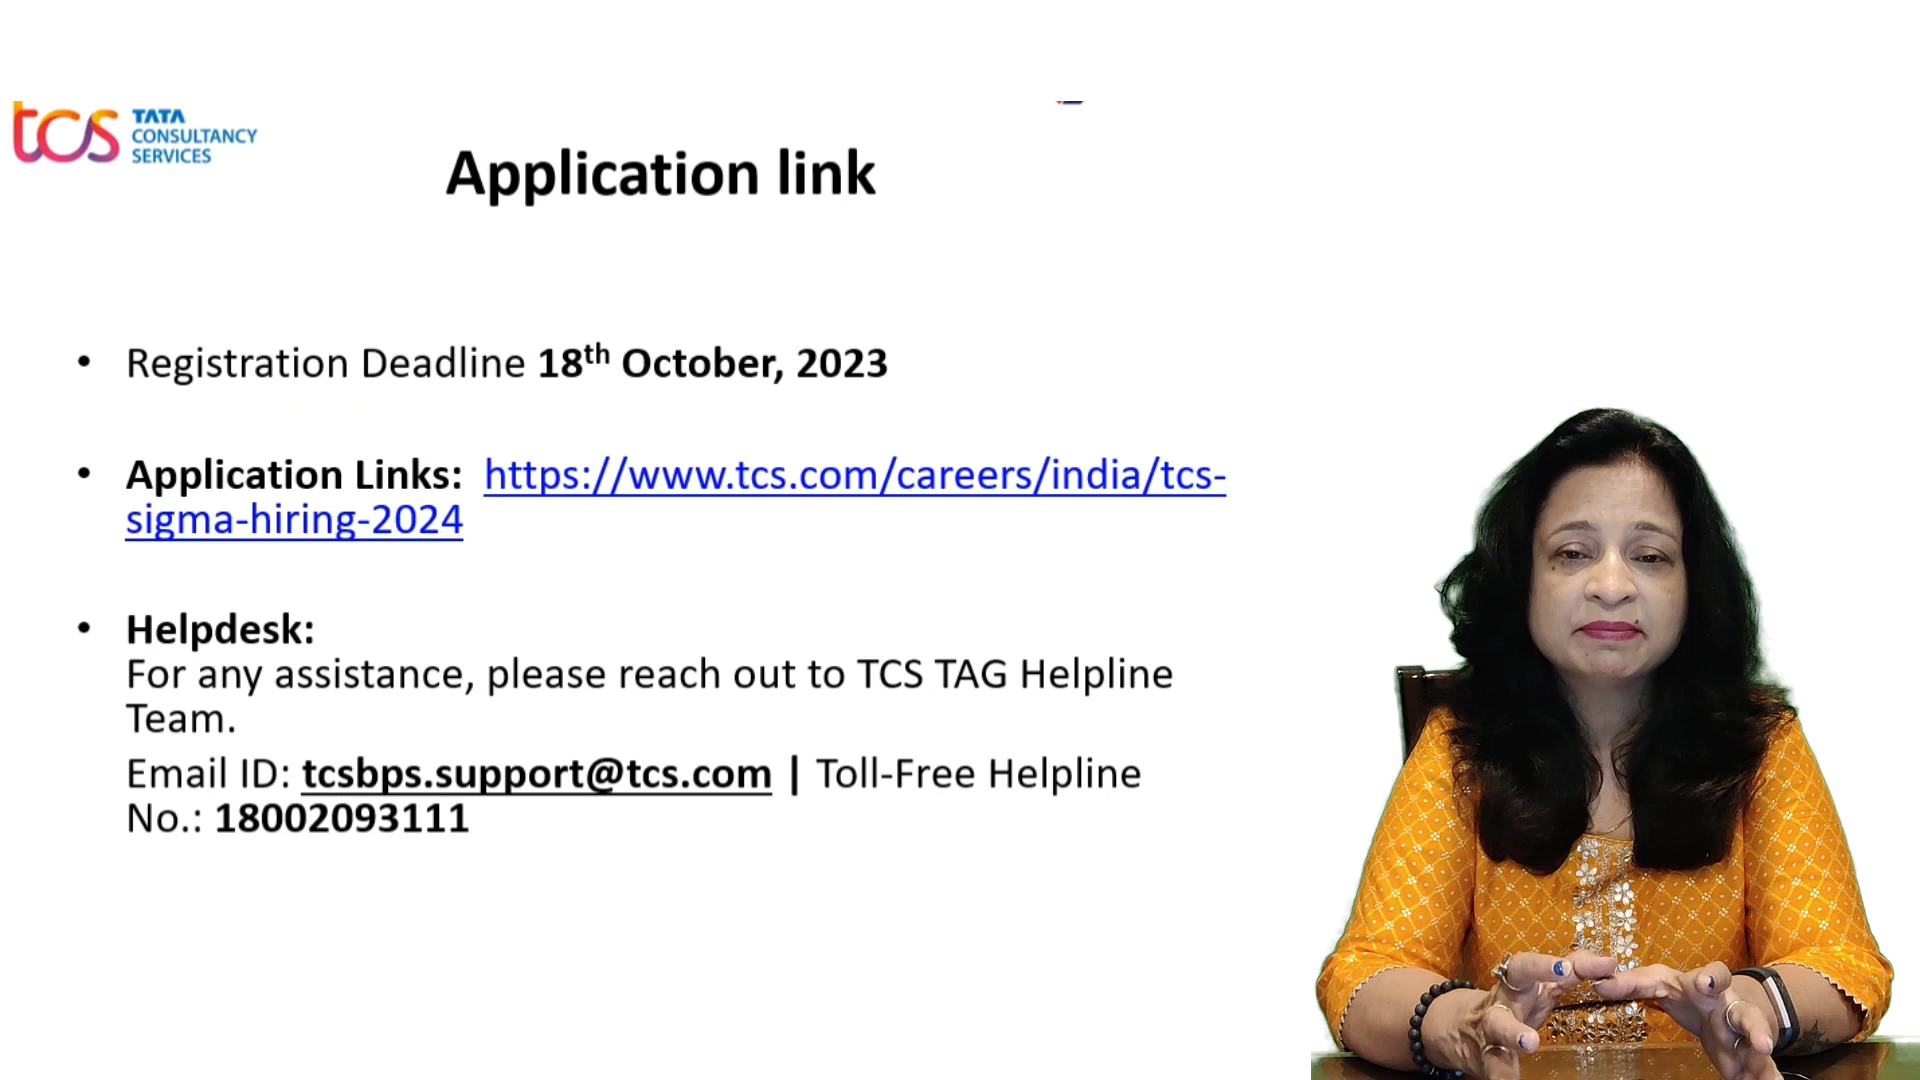 tcs TATA
CONSULTANCY
SERVICES
Application link
• Registration Deadline 18th October, 2023
• Application Links: https://www.tcs.com/careers/india/tcs-
sigma-hiring-2024
• Helpdesk:
For any assistance, please reach out to TCS TAG Helpline
Team.
Email ID: tcsbps.support@tcs.com | Toll-Free Helpline
No.: 18002093111